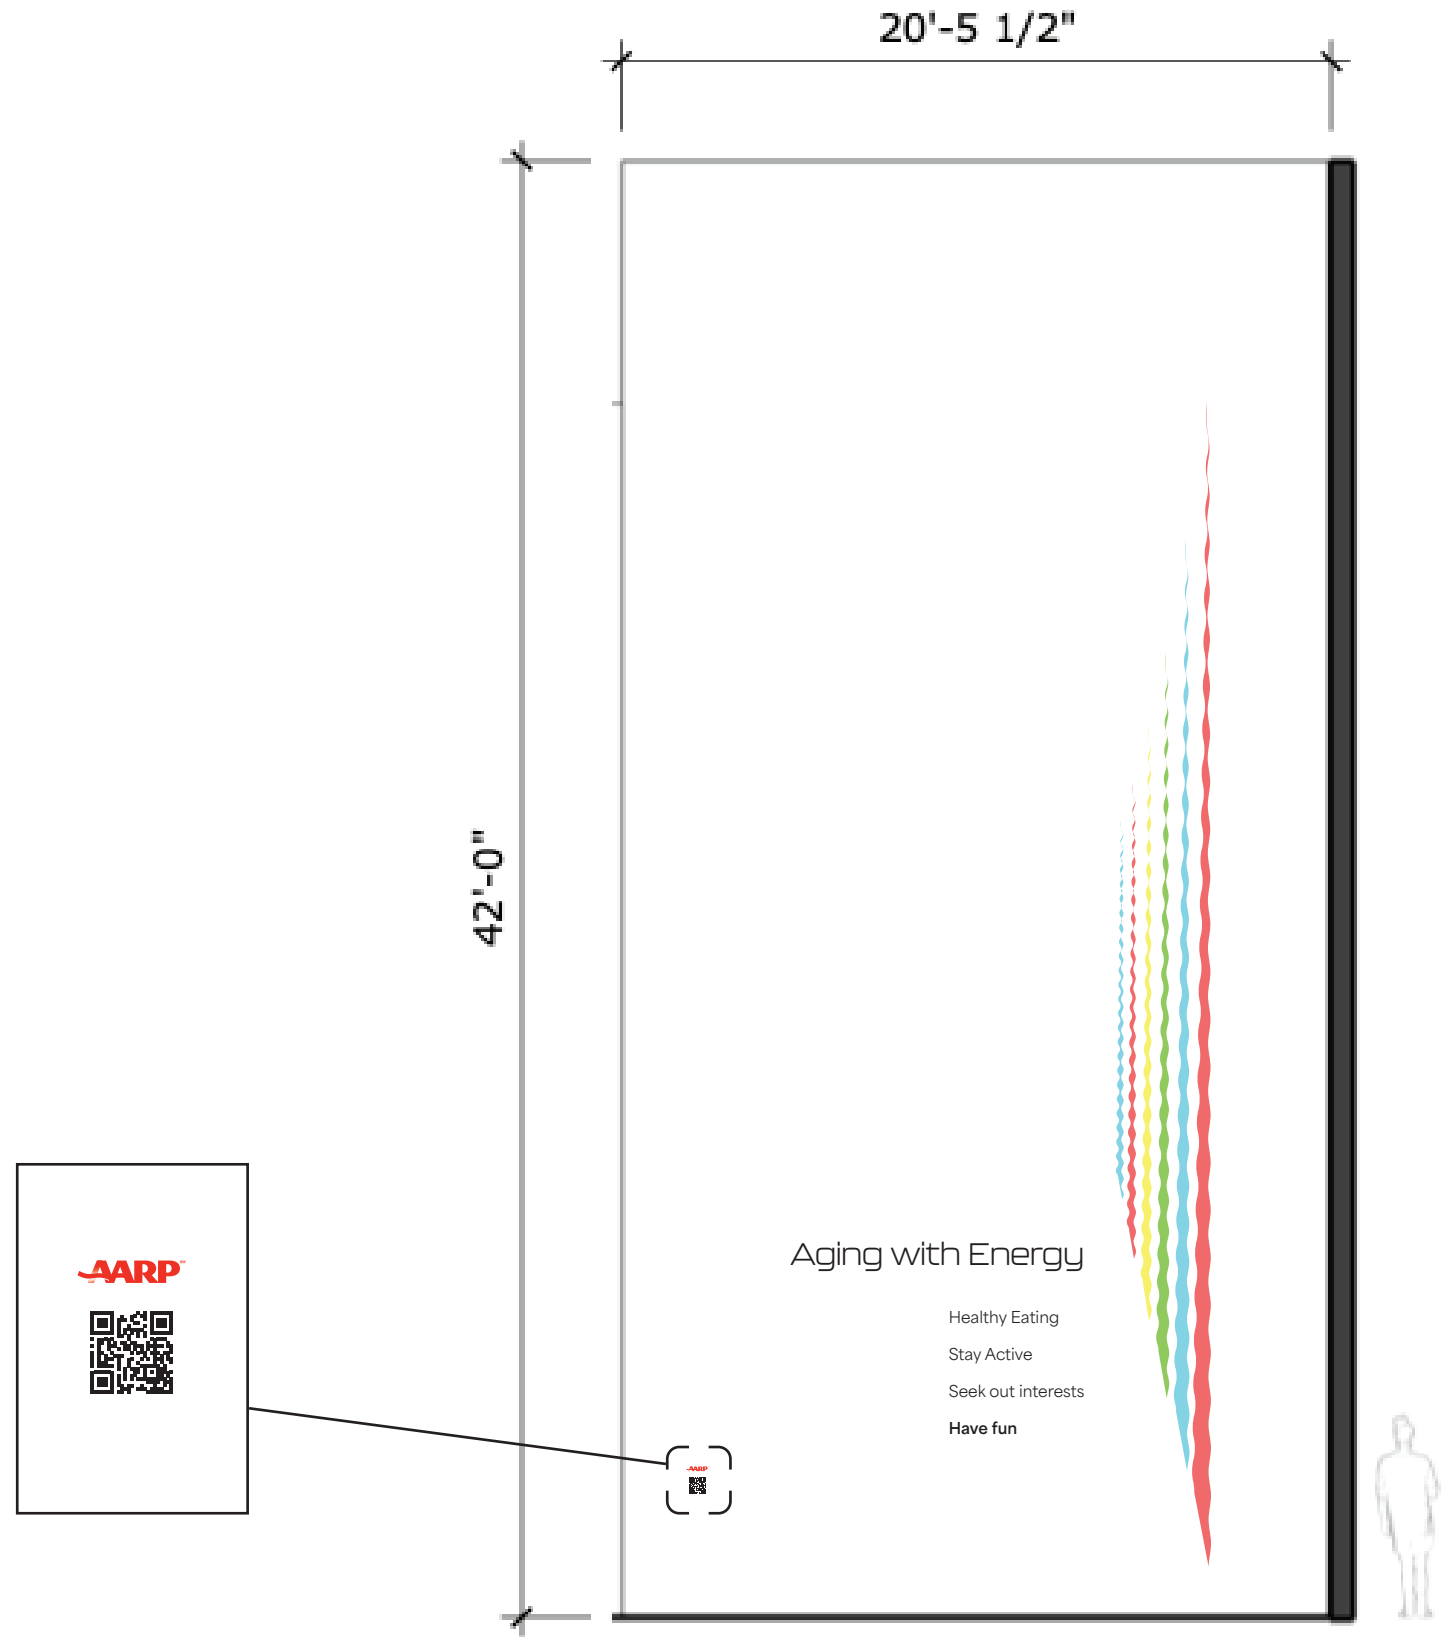 20'-5 1/2"
42'-0"
AARP
Aging with Energy
Healthy Eating
Stay Active
Seek out interests
Have fun
AARP